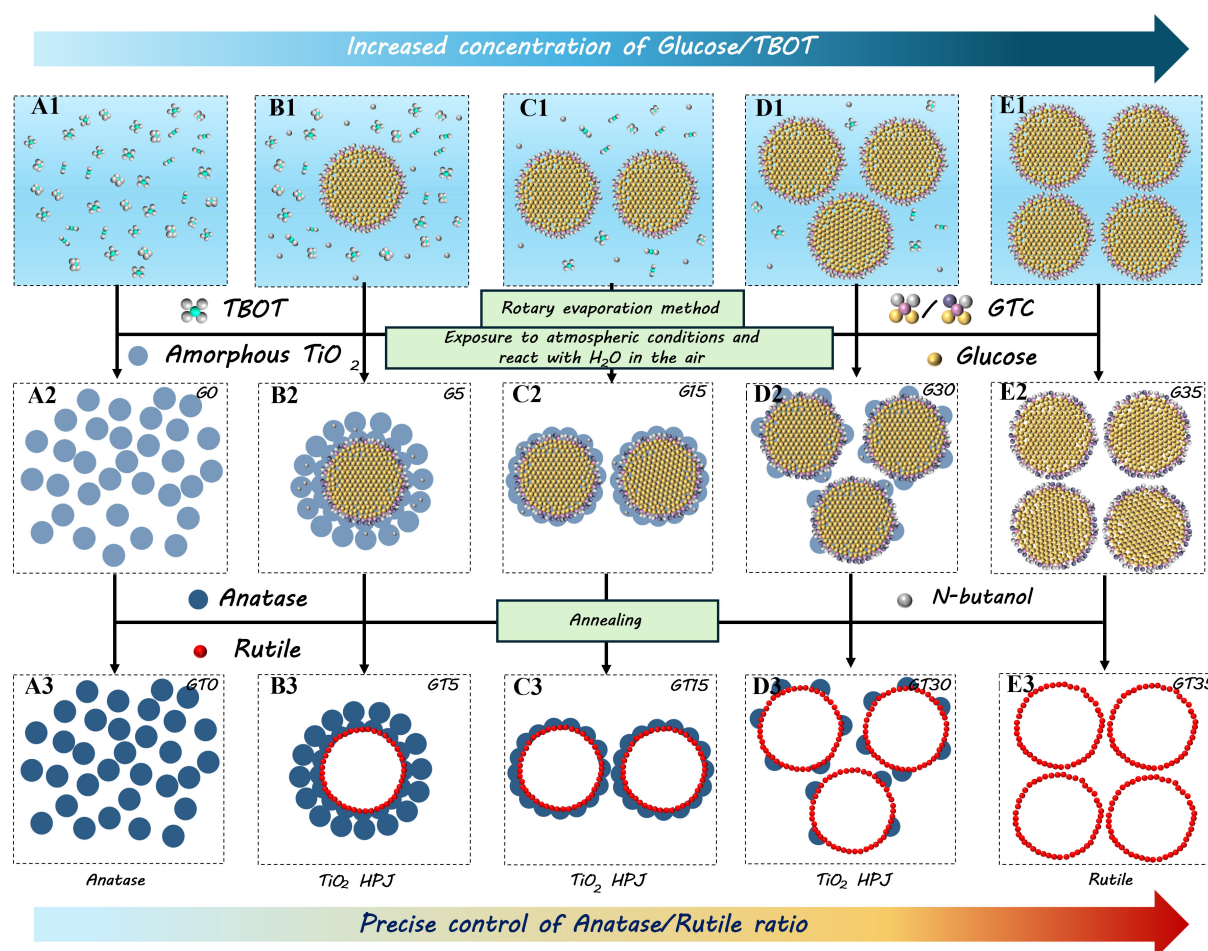 Increased concentration of Glucose/TBOT
A1
B1
C1
D1
E1
TBOT
Rotary evaporation method
/ GTC
Amorphous TiO 2
Exposure to atmospheric conditions and
react with H2O in the air
Glucose
A2 G0
B2 G5
C2 G15
D2 G30
E2 G35
Anatase
Annealing
N-butanol
Rutile
A3 GT0
B3 GT5
C3 GT15
D3 GT30
E3 GT35
Anatase
TiO2 HPJ
TiO2 HPJ
TiO2 HPJ
Rutile
Precise control of Anatase/Rutile ratio